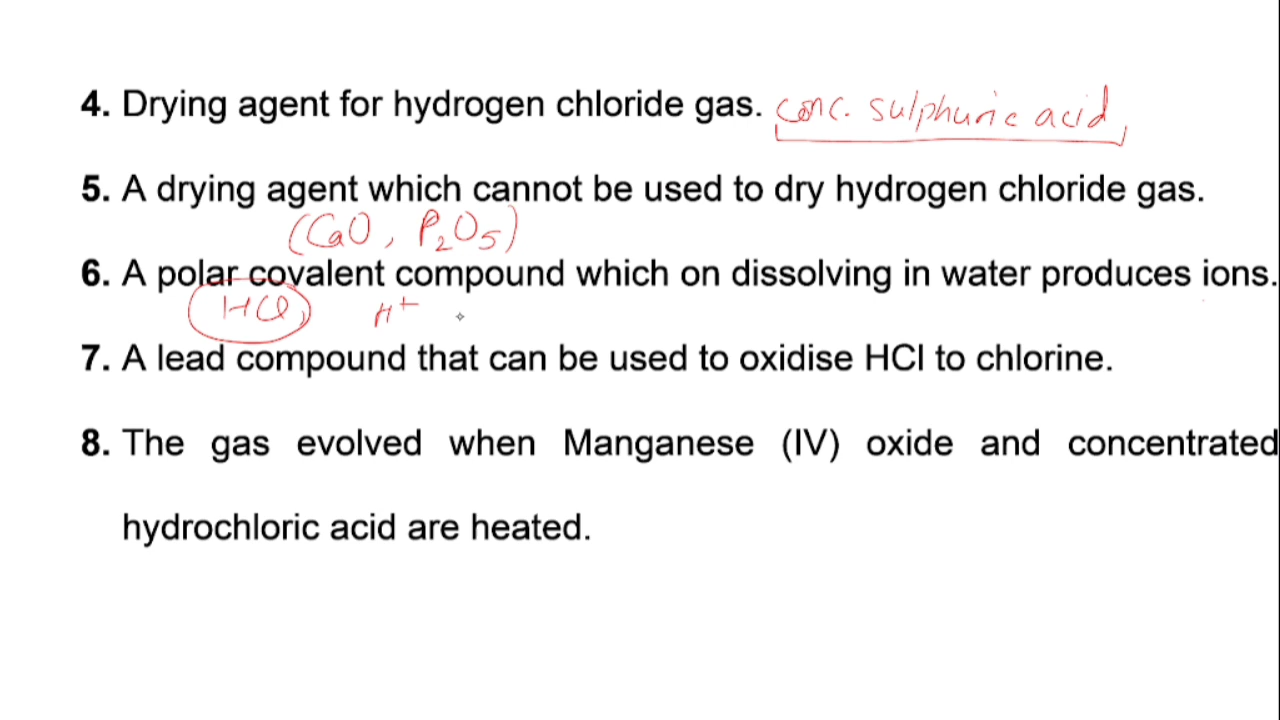 4. Drying agent for hydrogen chloride gas. conc. sulphuric acid
5. A drying agent which cannot be used to dry hydrogen chloride gas.
(CaO, P₂O₅)
6. A polar covalent compound which on dissolving in water produces ions.
HCl, H⁺
7. A lead compound that can be used to oxidise HCl to chlorine.
8. The gas evolved when Manganese (IV) oxide and concentrated
hydrochloric acid are heated.